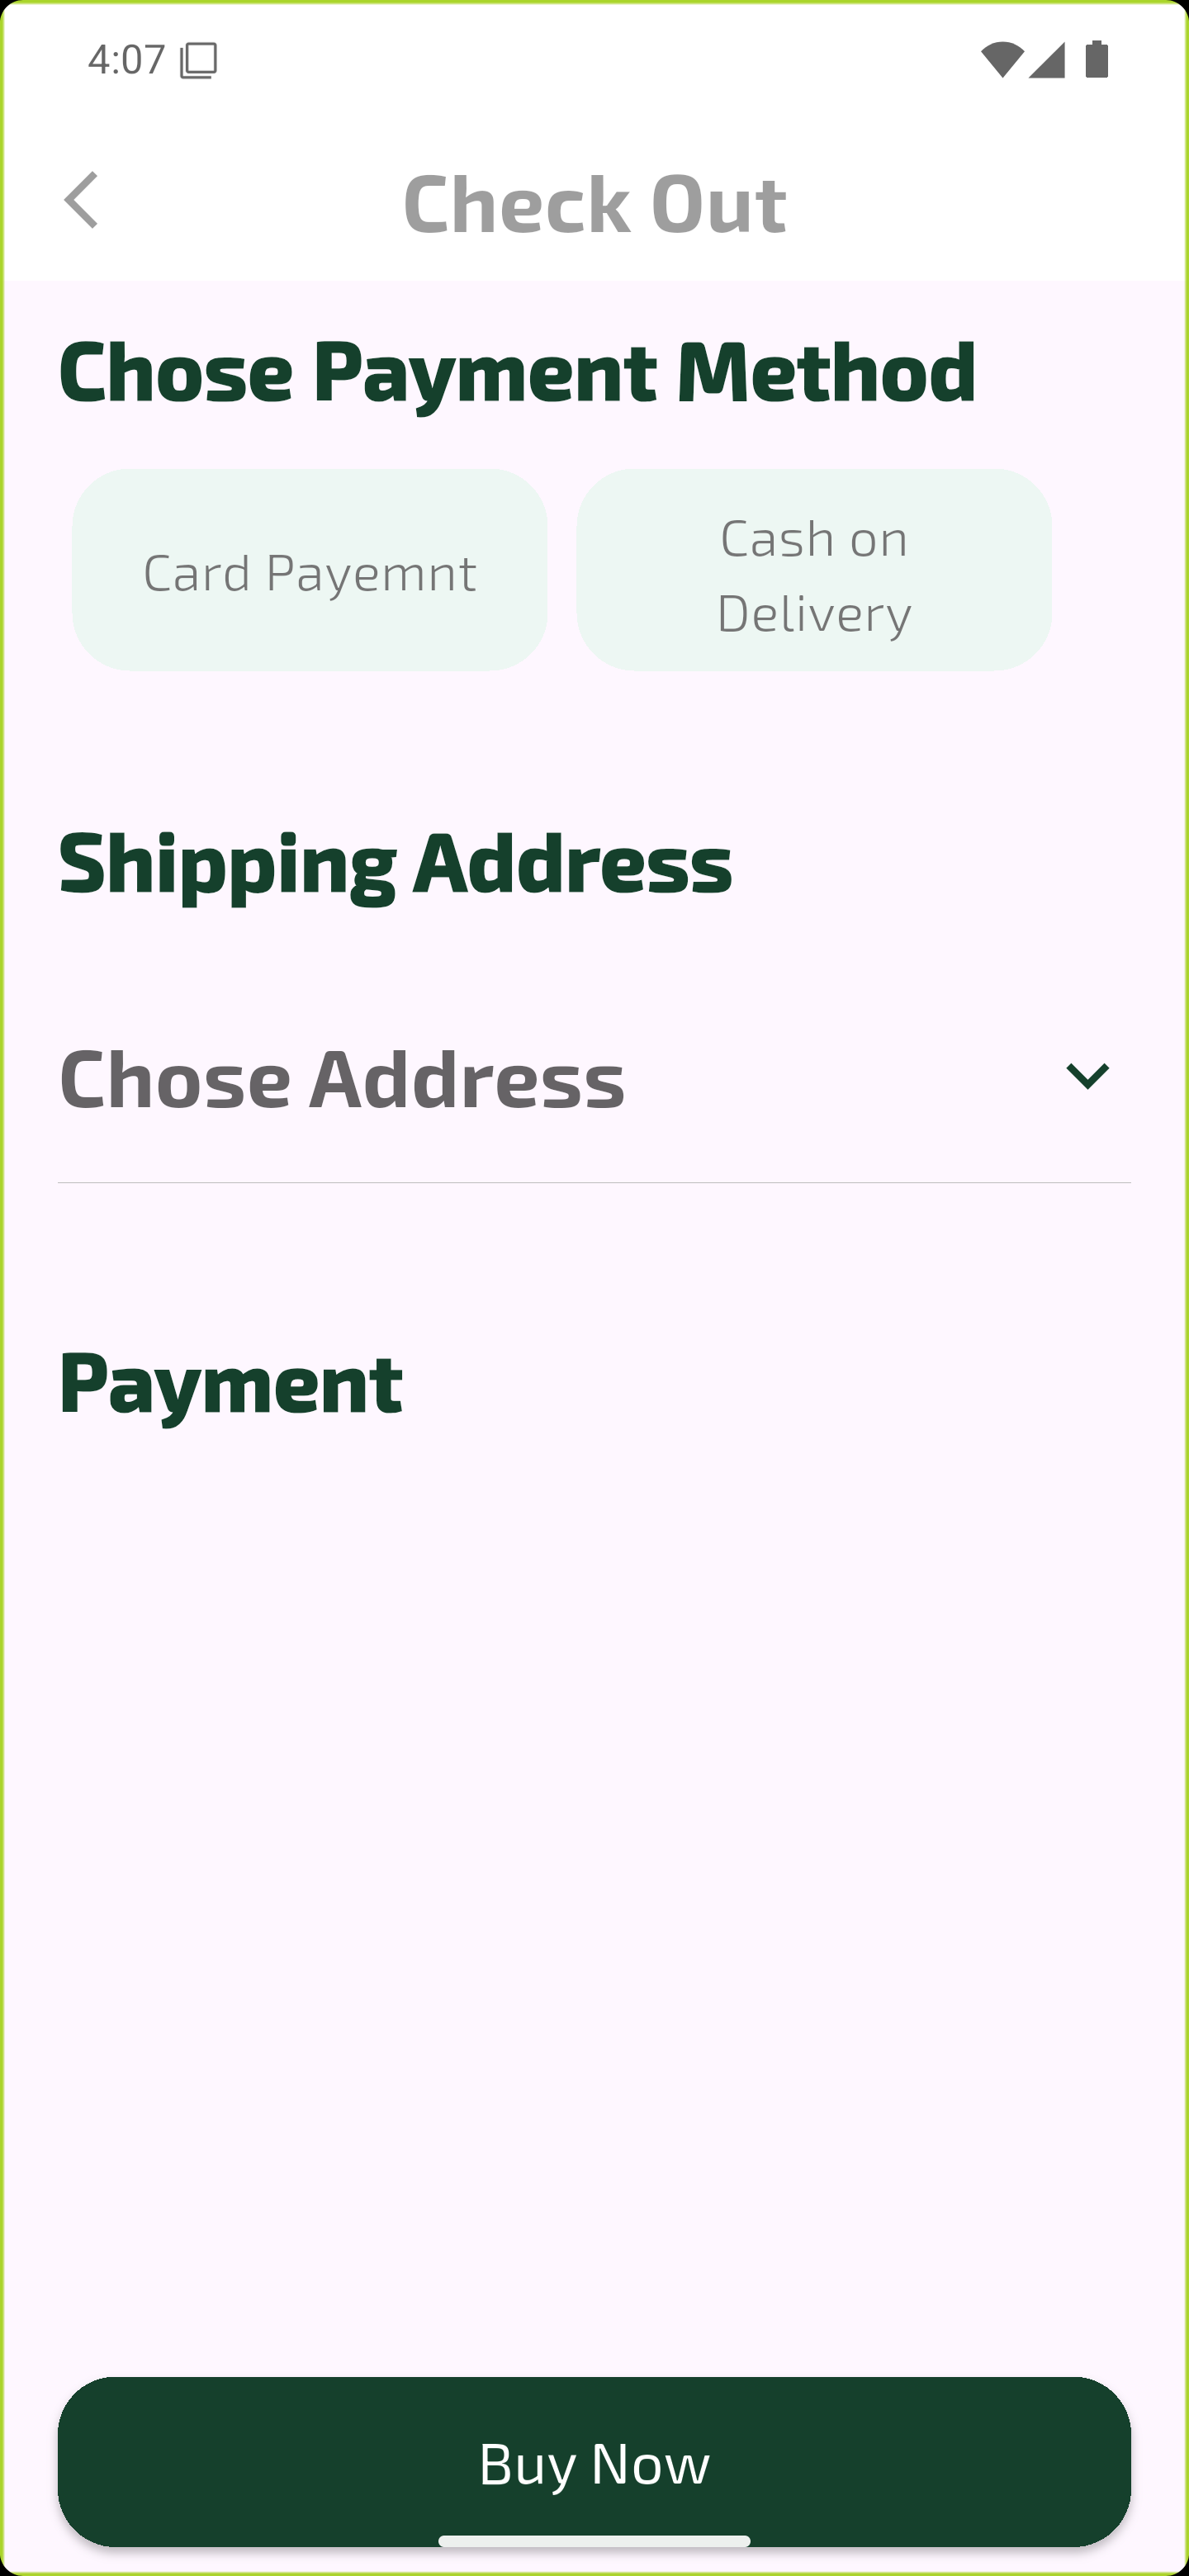 4:07
Check Out
Chose Payment Method
Card Payemnt
Cash on
Delivery
Shipping Address
Chose Address
Payment
Buy Now